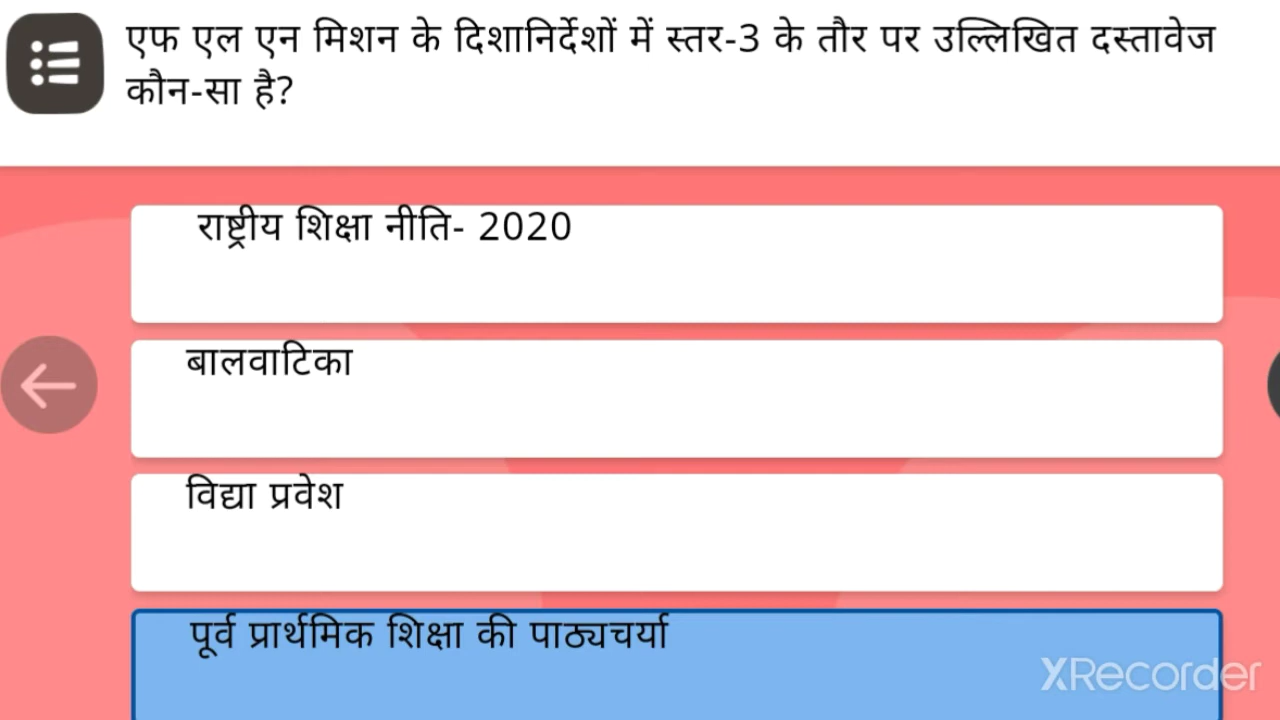 एफ एल एन मिशन के दिशानिर्देशों में स्तर-3 के तौर पर उल्लिखित दस्तावेज
कौन-सा है?
राष्ट्रीय शिक्षा नीति- 2020
बालवाटिका
विद्या प्रवेश
पूर्व प्रार्थमिक शिक्षा की पाठ्यचर्या
XRecorder